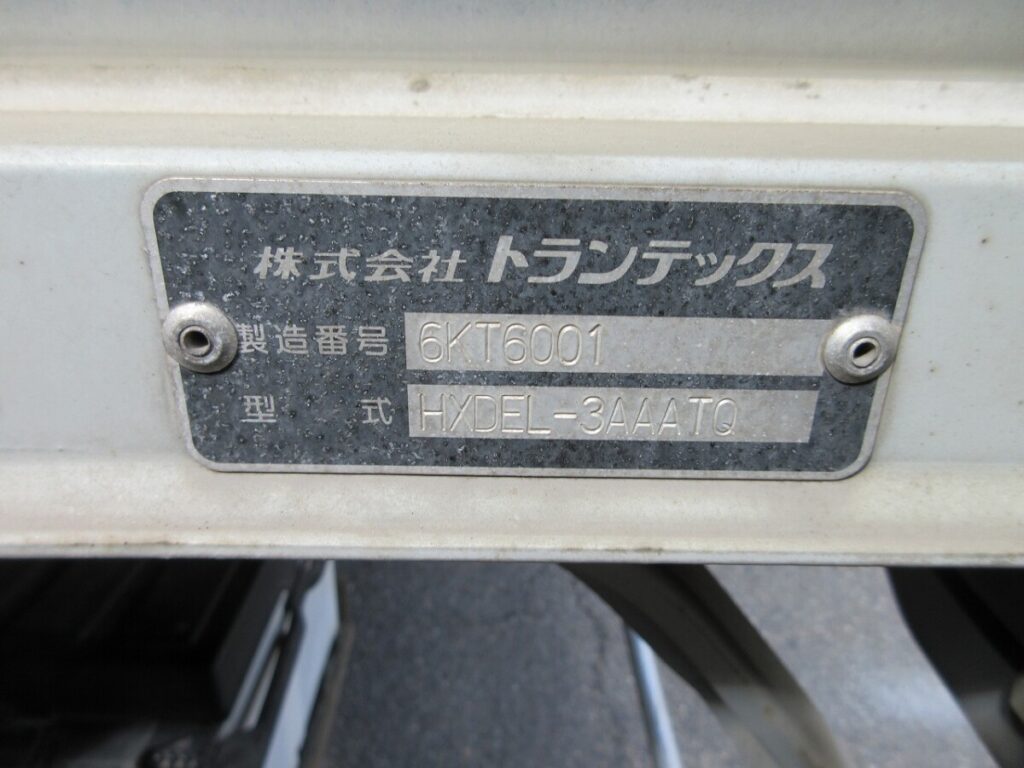 株式会社 トランテックス
製造番号 6KT6001
型式 HXDEL-3AAATQ